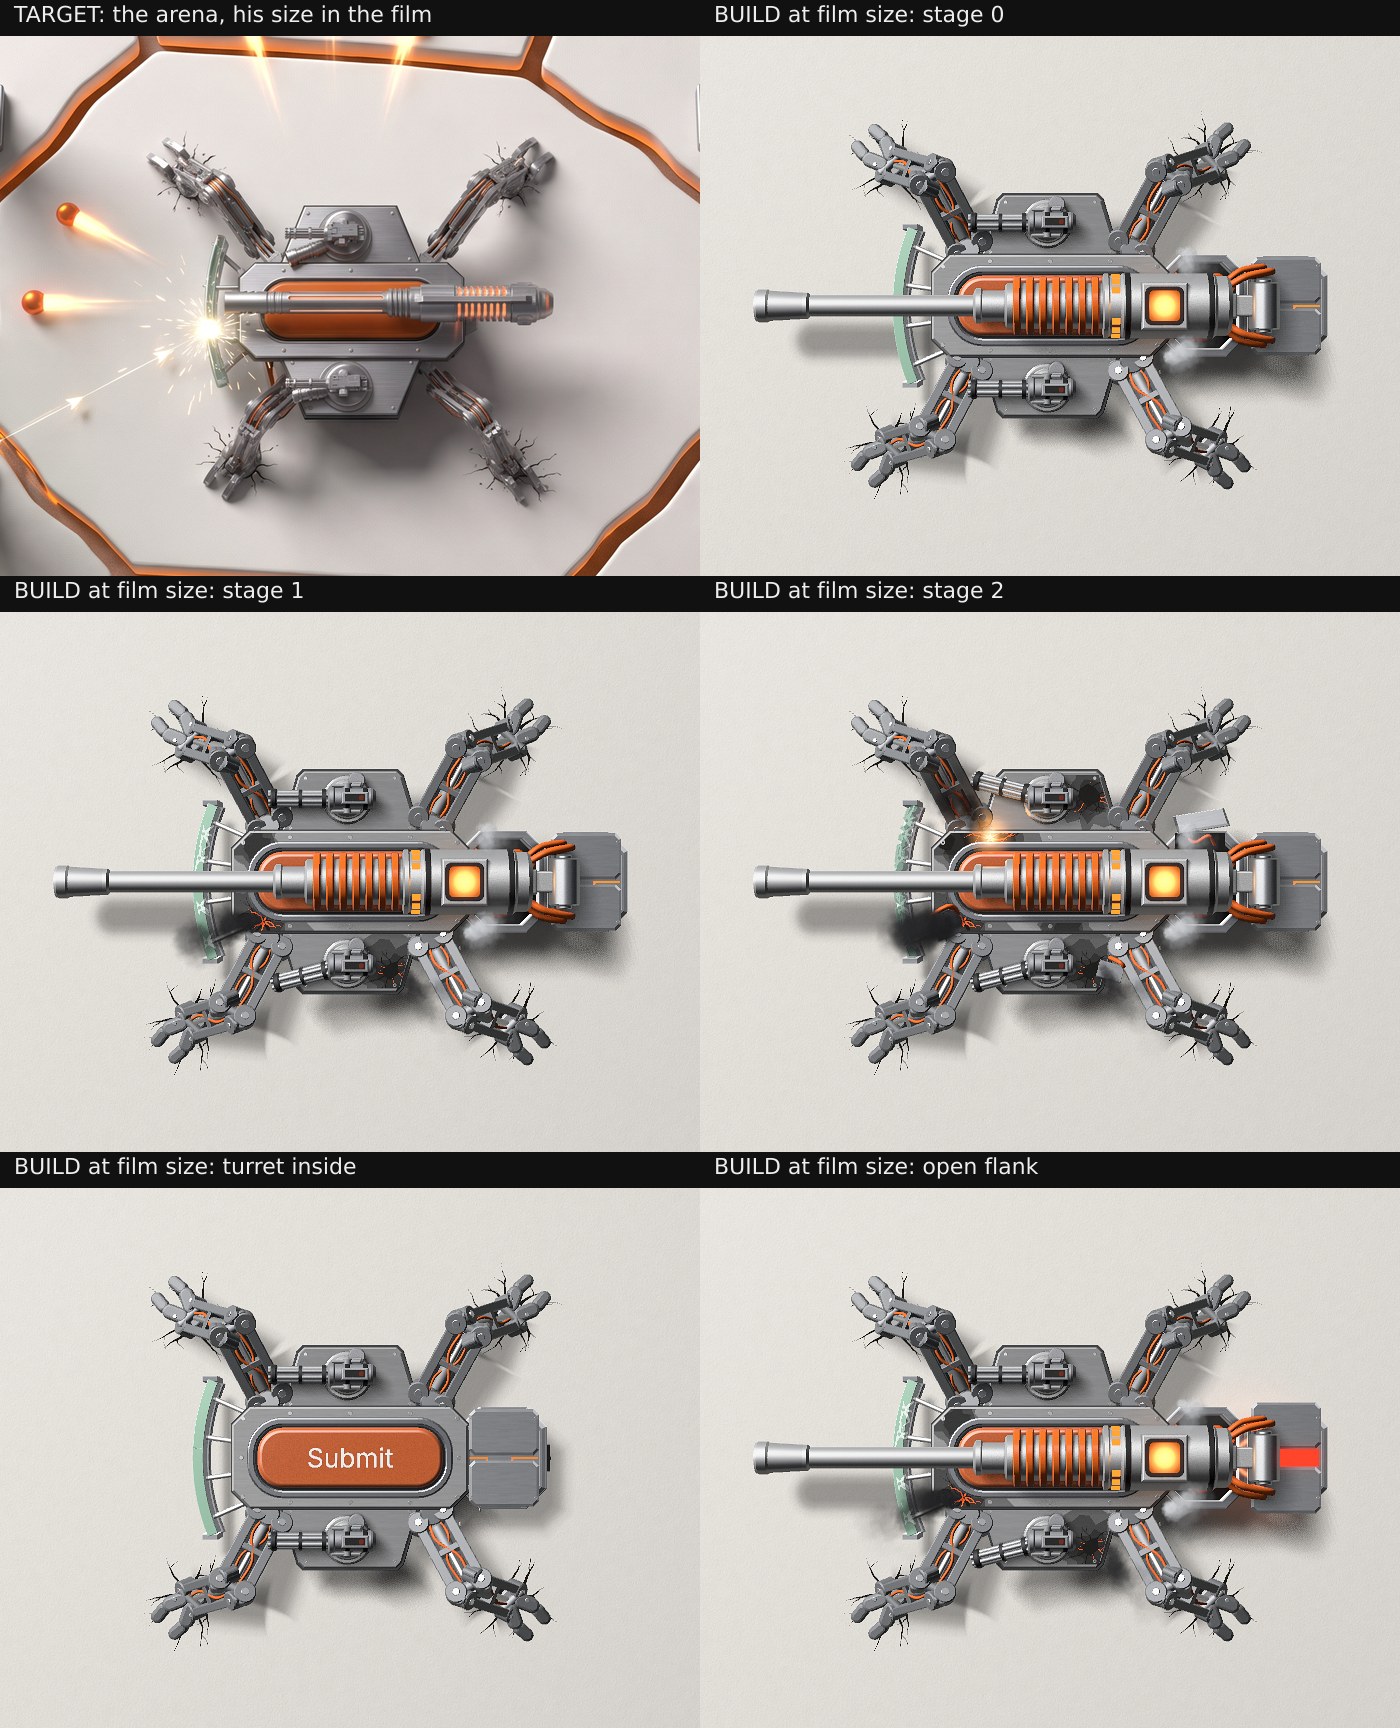 TARGET: the arena, his size in the film
BUILD at film size: stage 0
BUILD at film size: stage 1
BUILD at film size: stage 2
BUILD at film size: turret inside
BUILD at film size: open flank
Submit